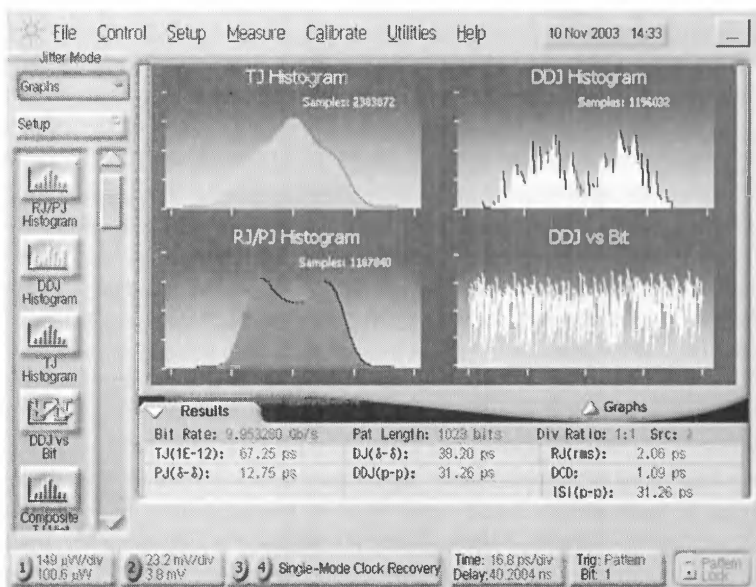 File Control Setup Measure Calibrate Utilities Help 10 Nov 2003 14:33
Jitter Mode
Graphs
Setup
RJ/PJ
Histogram
DDJ
Histogram
TJ
Histogram
DDJ vs
Bit
Composite
TJ Histogram
Samples: 2383872
DDJ Histogram
Samples: 1196032
RJ/PJ Histogram
Samples: 1167840
DDJ vs Bit
Results
Graphs
Bit Rate: 9.953280 Gb/s Pat Length: 1023 bits Div Ratio: 1:1 Src: 2
TJ(1E-12): 67.25 ps DJ(δ-δ): 38.20 ps RJ(rms): 2.06 ps
PJ(δ-δ): 12.75 ps DDJ(p-p): 31.26 ps DCD: 1.09 ps
ISI(p-p): 31.26 ps
1) 149 µW/div
100.6 µW
2) 23.2 mV/div
3.8 mV
3) 4) Single-Mode Clock Recovery
Time: 16.8 ps/div
Delay: 40.2004 ns
Trig: Pattern
Bit: 1
Pattern
Lock